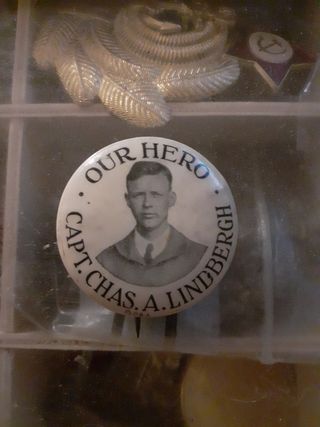 · OUR HERO ·
CAPT. CHAS. A. LINDBERGH